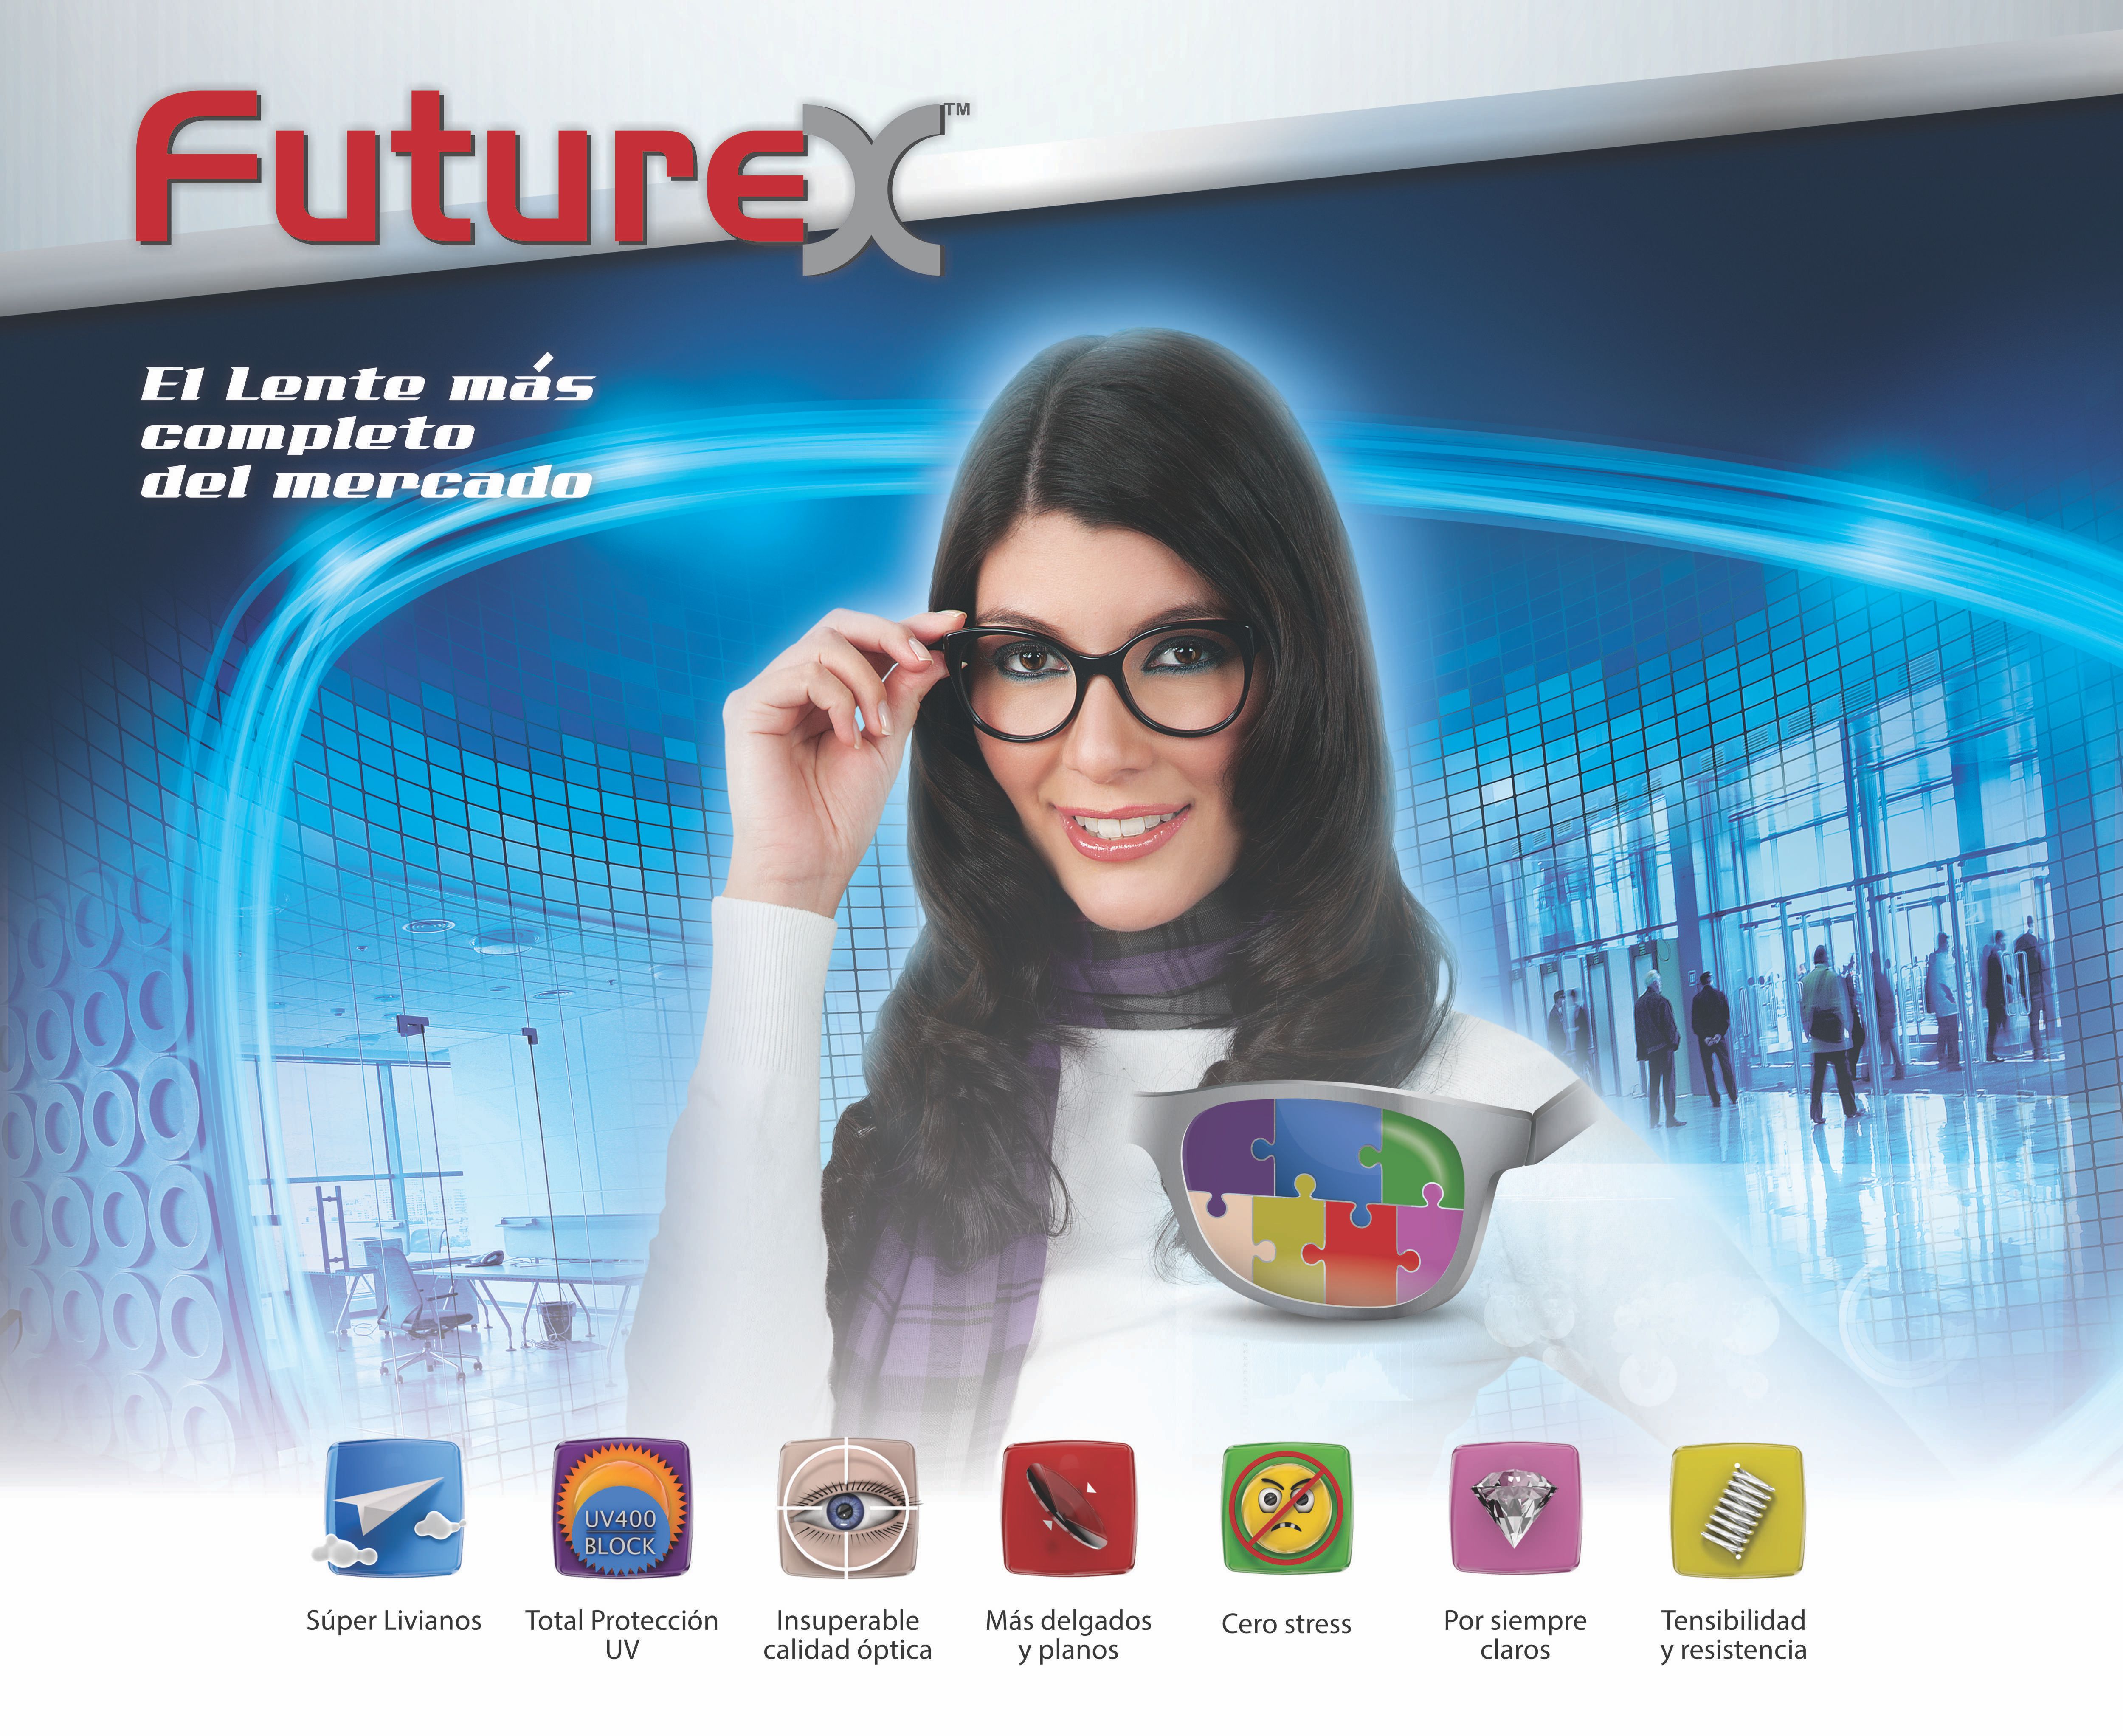 FutureX™
El Lente más
completo
del mercado
UV400
BLOCK
Súper Livianos
Total Protección
UV
Insuperable
calidad óptica
Más delgados
y planos
Cero stress
Por siempre
claros
Tensibilidad
y resistencia